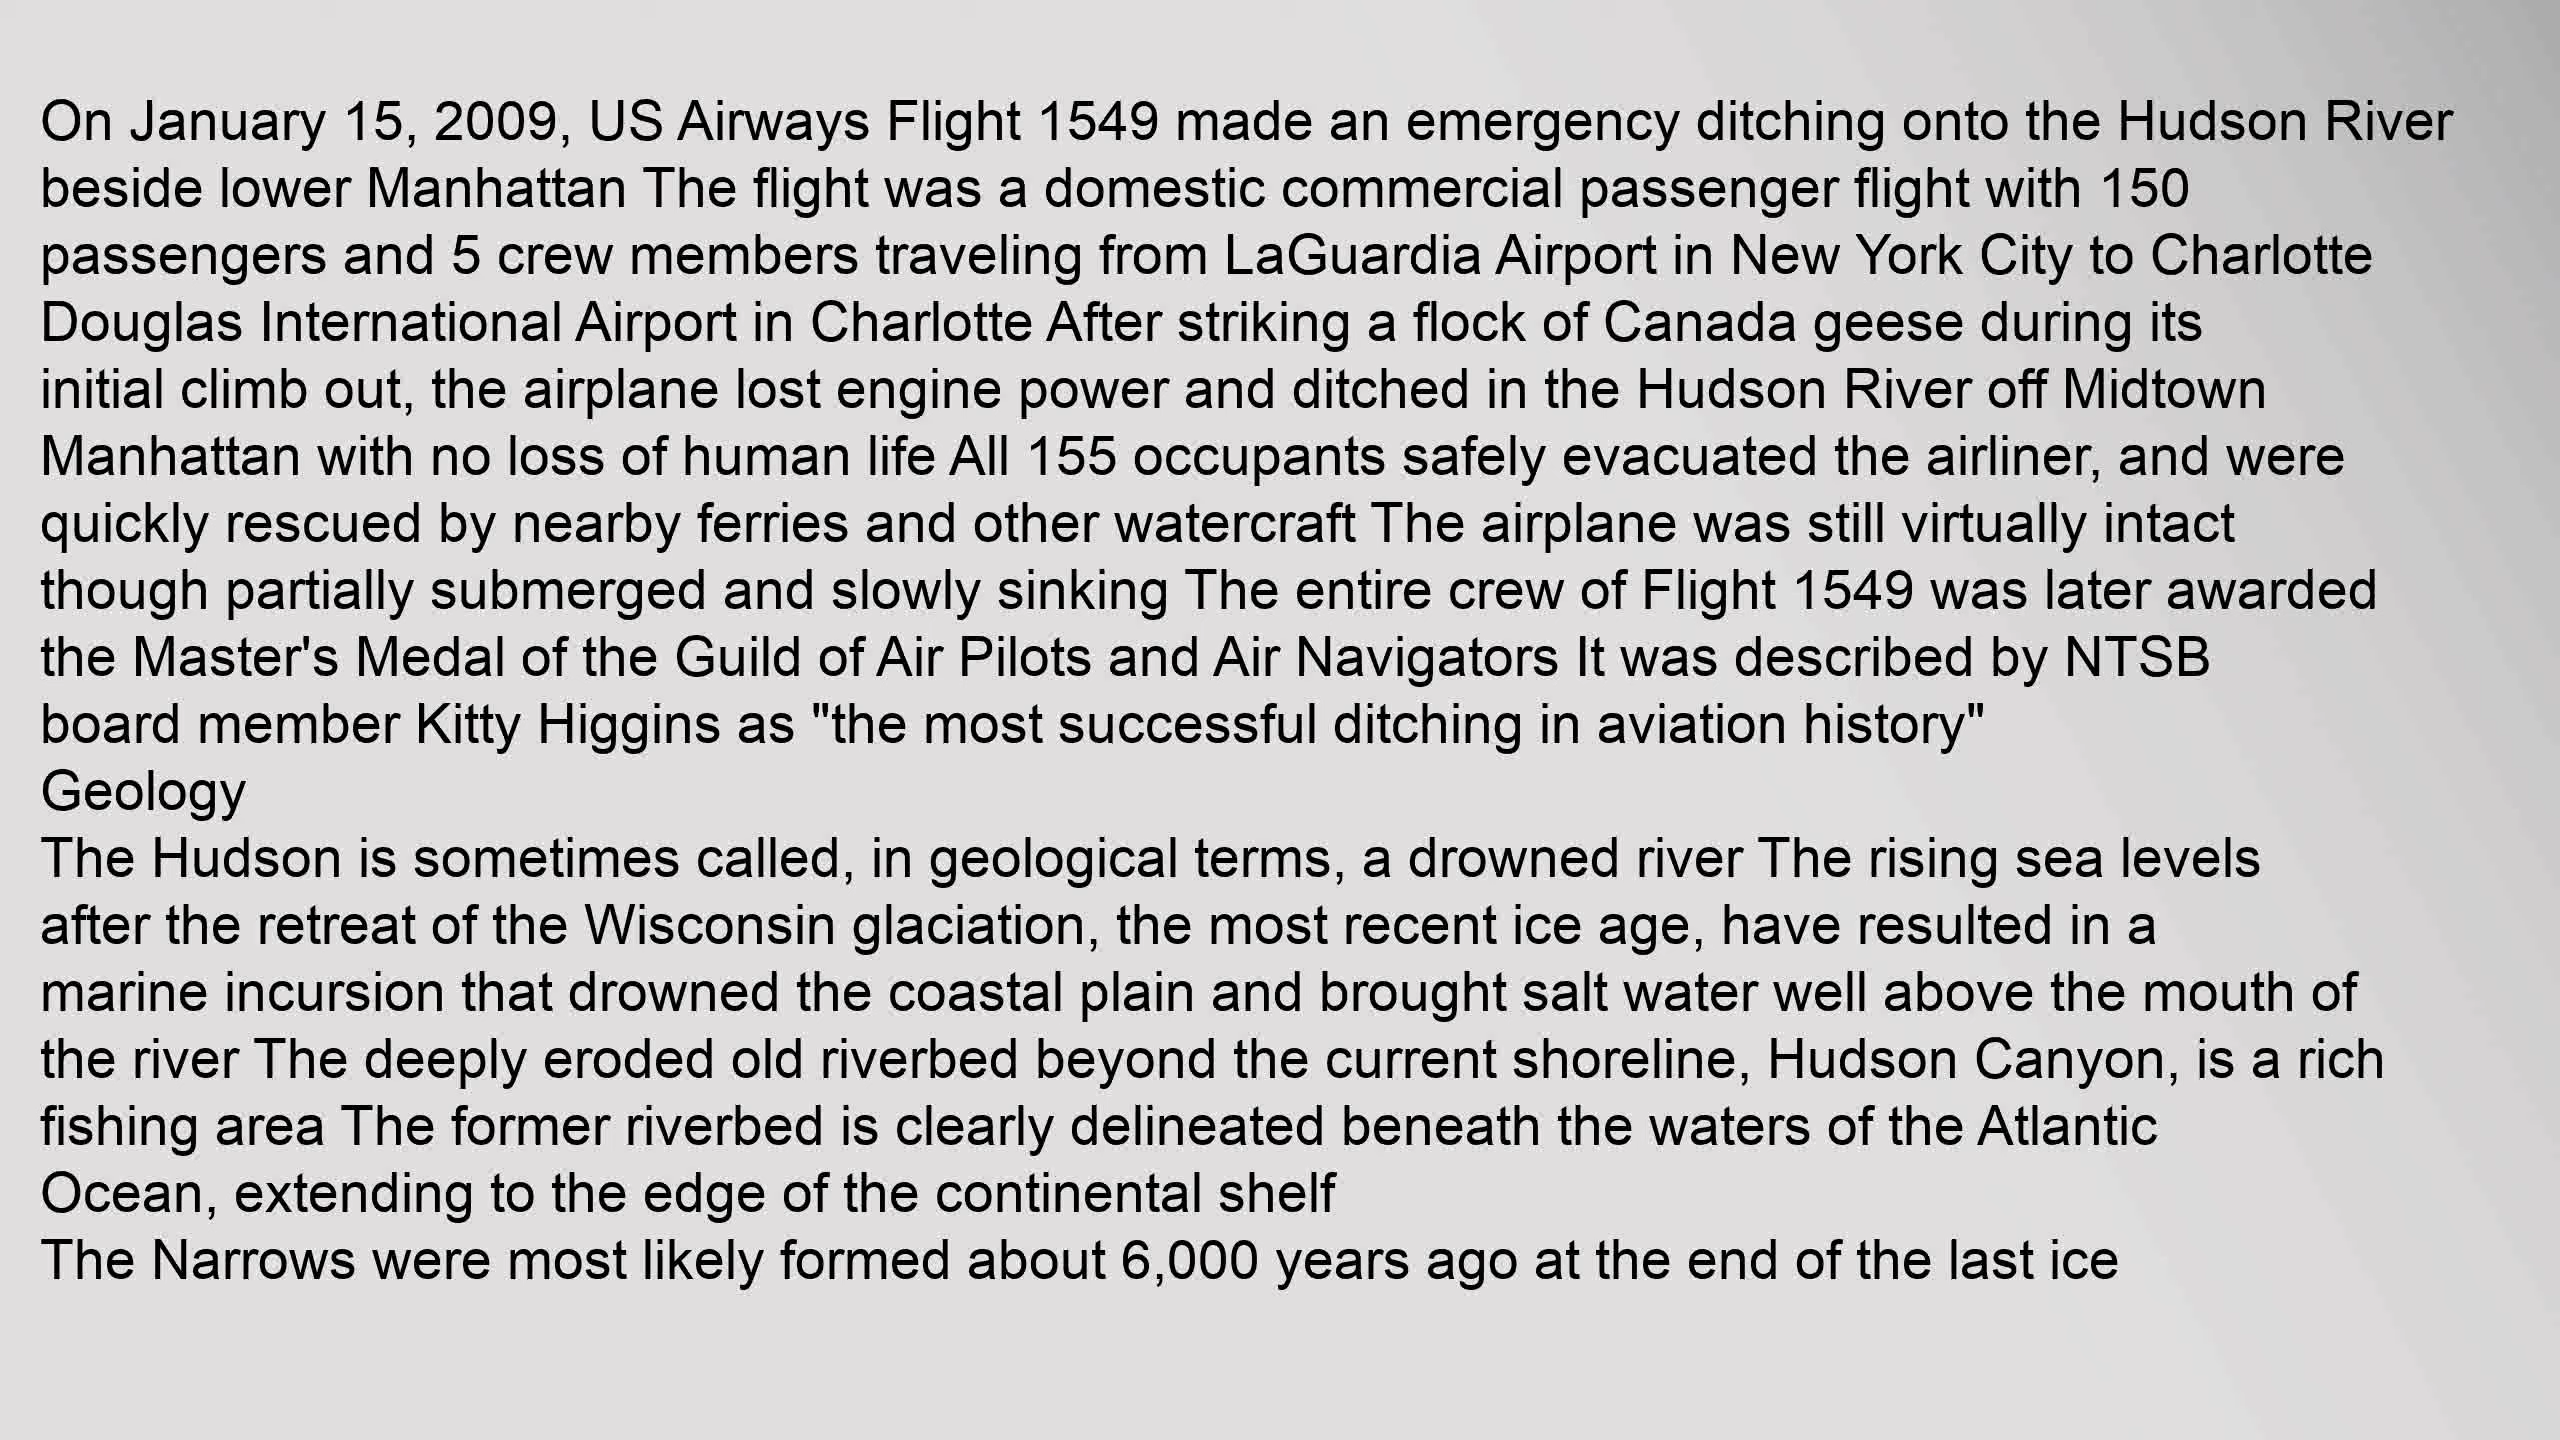 On January 15, 2009, US Airways Flight 1549 made an emergency ditching onto the Hudson River
beside lower Manhattan The flight was a domestic commercial passenger flight with 150
passengers and 5 crew members traveling from LaGuardia Airport in New York City to Charlotte
Douglas International Airport in Charlotte After striking a flock of Canada geese during its
initial climb out, the airplane lost engine power and ditched in the Hudson River off Midtown
Manhattan with no loss of human life All 155 occupants safely evacuated the airliner, and were
quickly rescued by nearby ferries and other watercraft The airplane was still virtually intact
though partially submerged and slowly sinking The entire crew of Flight 1549 was later awarded
the Master's Medal of the Guild of Air Pilots and Air Navigators It was described by NTSB
board member Kitty Higgins as "the most successful ditching in aviation history"
Geology
The Hudson is sometimes called, in geological terms, a drowned river The rising sea levels
after the retreat of the Wisconsin glaciation, the most recent ice age, have resulted in a
marine incursion that drowned the coastal plain and brought salt water well above the mouth of
the river The deeply eroded old riverbed beyond the current shoreline, Hudson Canyon, is a rich
fishing area The former riverbed is clearly delineated beneath the waters of the Atlantic
Ocean, extending to the edge of the continental shelf
The Narrows were most likely formed about 6,000 years ago at the end of the last ice